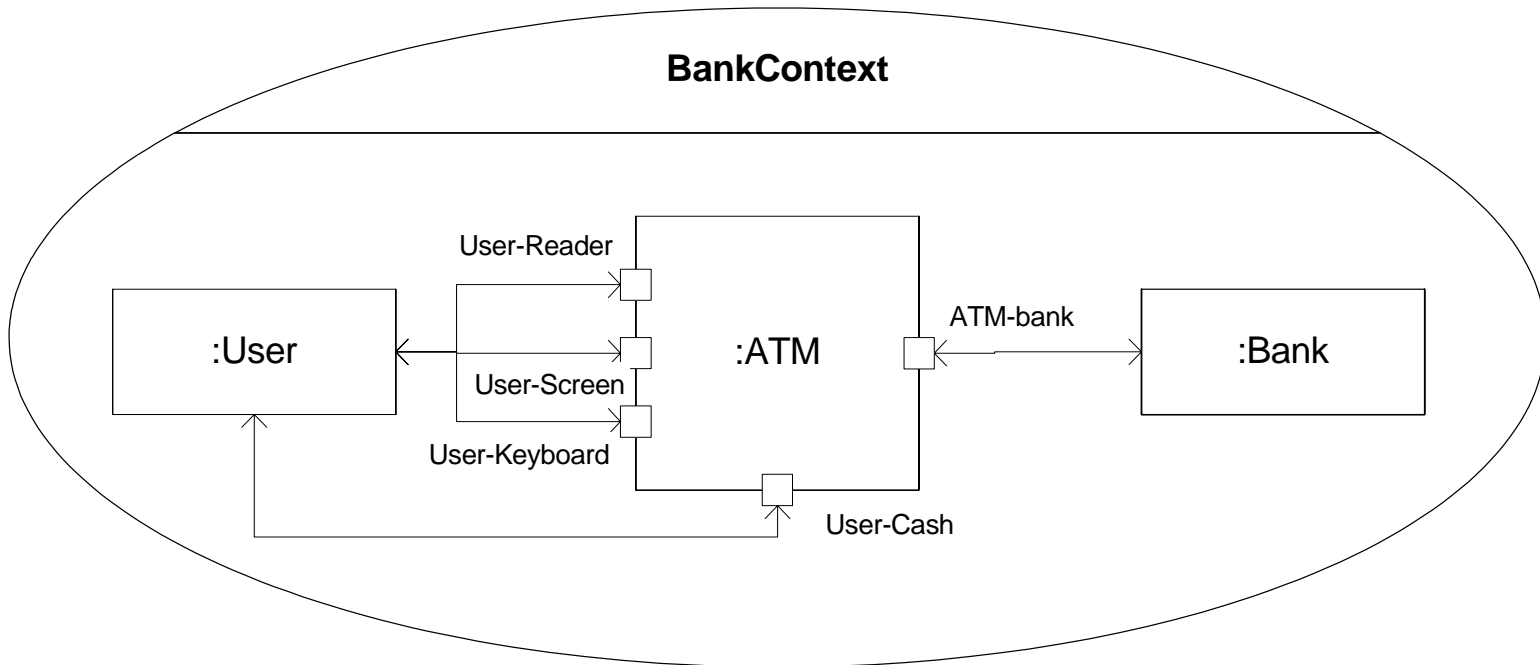 BankContext
User-Reader
:User
:ATM
ATM-bank
:Bank
User-Screen
User-Keyboard
User-Cash